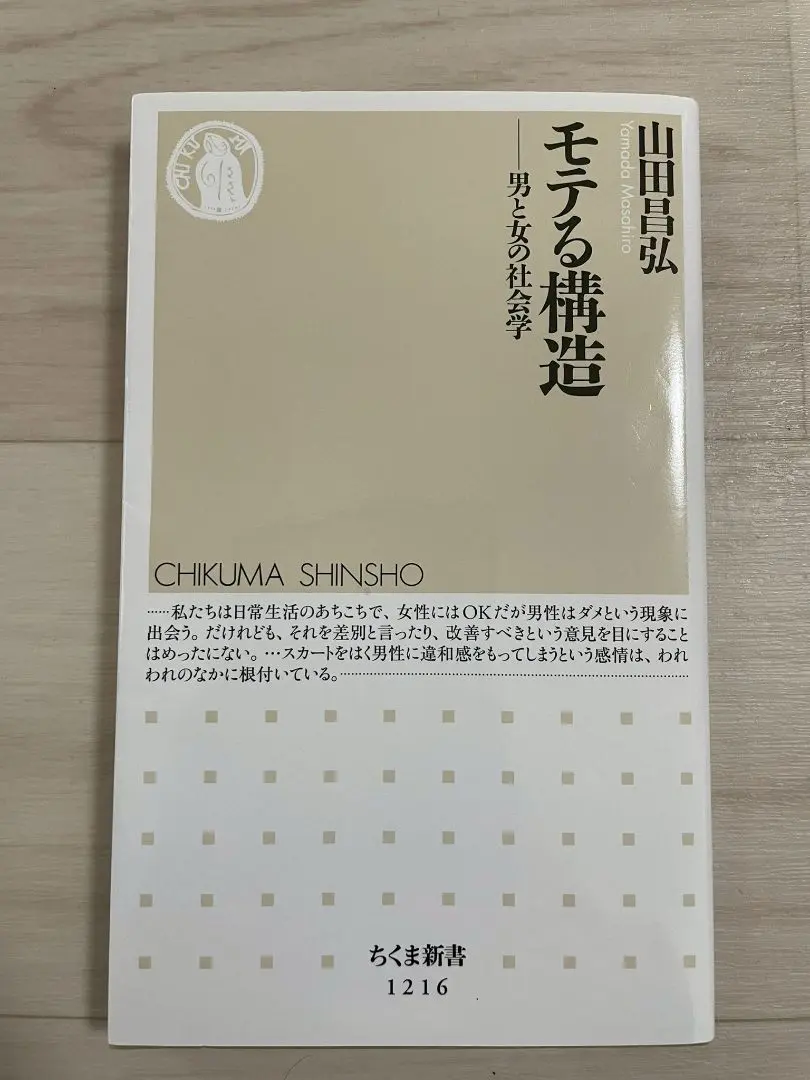 山田昌弘
Yamada Masahiro
モテる構造
──男と女の社会学
CHIKUMA
CHIKUMA SHINSHO
……私たちは日常生活のあちこちで、女性にはOKだが男性はダメという現象に
出会う。だけれども、それを差別と言ったり、改善すべきという意見を目にすること
はめったにない。…スカートをはく男性に違和感をもってしまうという感情は、われ
われのなかに根付いている。……………………………………………………
ちくま新書
1216